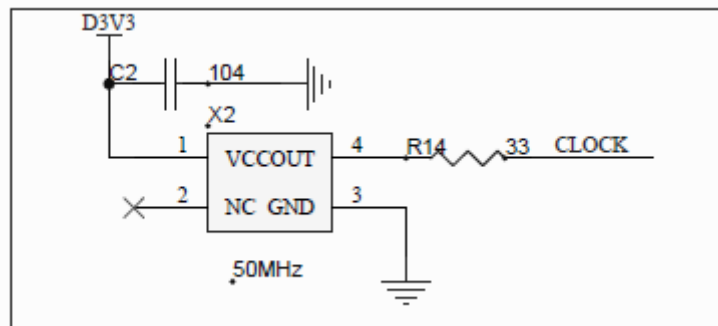 D3V3
C2 104
X2
1 VCCOUT 4 R14 33 CLOCK
2 NC GND 3
50MHz